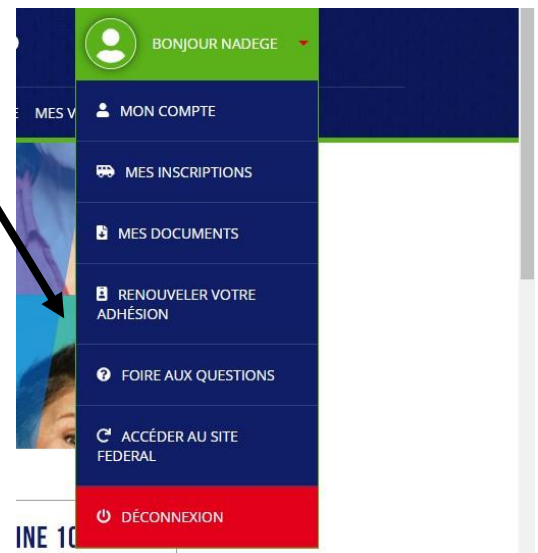 BONJOUR NADEGE
MES V
MON COMPTE
MES INSCRIPTIONS
MES DOCUMENTS
RENOUVELER VOTRE
ADHÉSION
FOIRE AUX QUESTIONS
ACCÉDER AU SITE
FEDERAL
DÉCONNEXION
INE 10